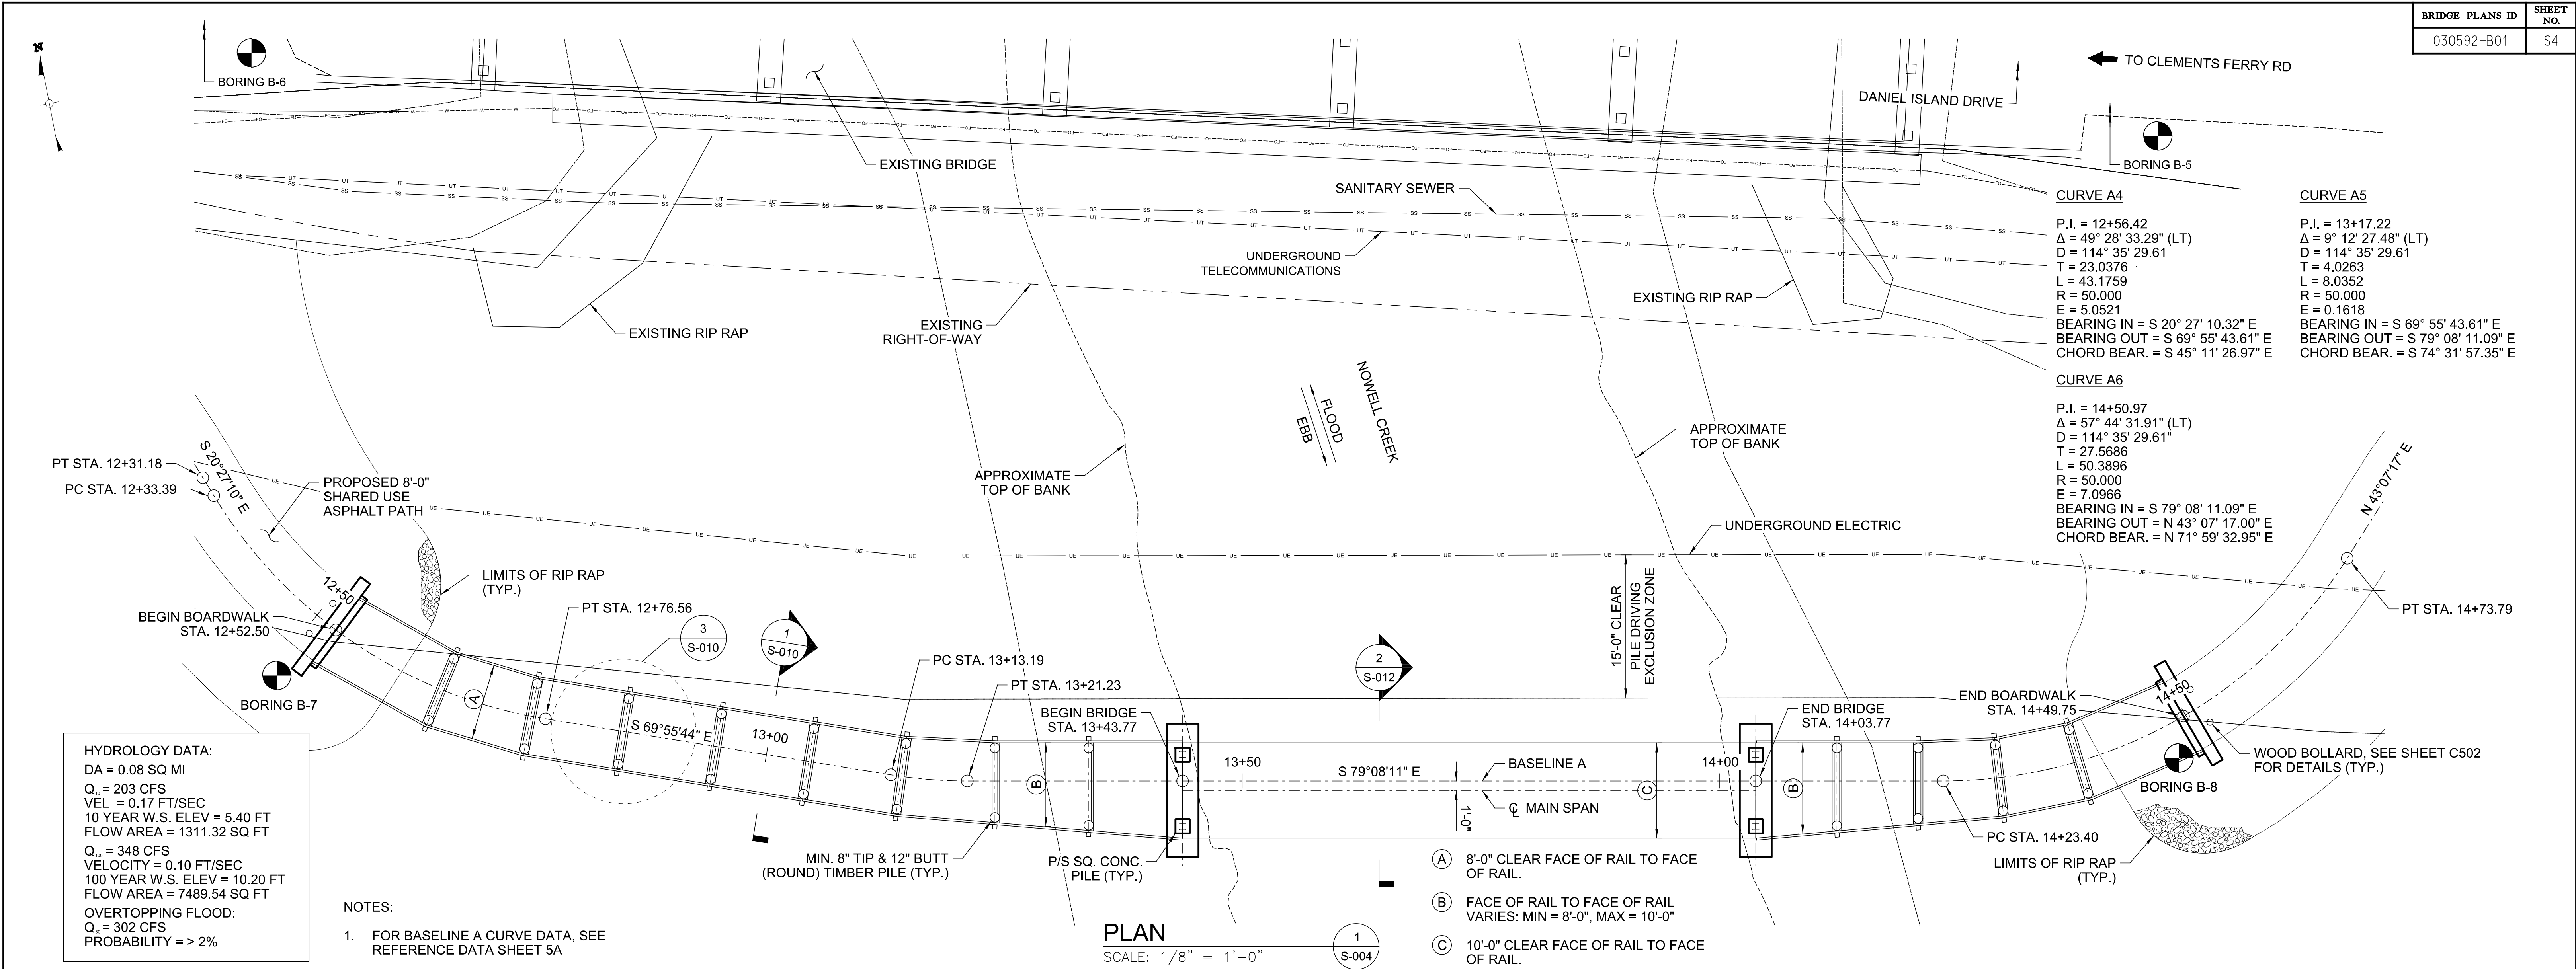 BRIDGE PLANS ID
SHEET
NO.
030592-B01
S4
N
BORING B-6
TO CLEMENTS FERRY RD
DANIEL ISLAND DRIVE
BORING B-5
EXISTING BRIDGE
SANITARY SEWER
UNDERGROUND
TELECOMMUNICATIONS
EXISTING RIP RAP
EXISTING RIP RAP
EXISTING
RIGHT-OF-WAY
CURVE A4
P.I. = 12+56.42
Δ = 49° 28' 33.29" (LT)
D = 114° 35' 29.61
T = 23.0376
L = 43.1759
R = 50.000
E = 5.0521
BEARING IN = S 20° 27' 10.32" E
BEARING OUT = S 69° 55' 43.61" E
CHORD BEAR. = S 45° 11' 26.97" E
CURVE A5
P.I. = 13+17.22
Δ = 9° 12' 27.48" (LT)
D = 114° 35' 29.61
T = 4.0263
L = 8.0352
R = 50.000
E = 0.1618
BEARING IN = S 69° 55' 43.61" E
BEARING OUT = S 79° 08' 11.09" E
CHORD BEAR. = S 74° 31' 57.35" E
CURVE A6
P.I. = 14+50.97
Δ = 57° 44' 31.91" (LT)
D = 114° 35' 29.61"
T = 27.5686
L = 50.3896
R = 50.000
E = 7.0966
BEARING IN = S 79° 08' 11.09" E
BEARING OUT = N 43° 07' 17.00" E
CHORD BEAR. = N 71° 59' 32.95" E
NOWELL CREEK
FLOOD
EBB
APPROXIMATE
TOP OF BANK
APPROXIMATE
TOP OF BANK
PT STA. 12+31.18
PC STA. 12+33.39
S 20°27'10" E
PROPOSED 8'-0"
SHARED USE
ASPHALT PATH
UNDERGROUND ELECTRIC
N 43°07'17" E
PT STA. 14+73.79
LIMITS OF RIP RAP
(TYP.)
12+50
BEGIN BOARDWALK
STA. 12+52.50
BORING B-7
PT STA. 12+76.56
3
S-010
1
S-010
PC STA. 13+13.19
PT STA. 13+21.23
2
S-012
15'-0" CLEAR
PILE DRIVING
EXCLUSION ZONE
BEGIN BRIDGE
STA. 13+43.77
END BRIDGE
STA. 14+03.77
END BOARDWALK
STA. 14+49.75
14+50
A
S 69°55'44" E
13+00
B
13+50
S 79°08'11" E
BASELINE A
14+00
℄ MAIN SPAN
1'-0"
C
B
WOOD BOLLARD, SEE SHEET C502
FOR DETAILS (TYP.)
BORING B-8
PC STA. 14+23.40
LIMITS OF RIP RAP
(TYP.)
MIN. 8" TIP & 12" BUTT
(ROUND) TIMBER PILE (TYP.)
P/S SQ. CONC.
PILE (TYP.)
HYDROLOGY DATA:
DA = 0.08 SQ MI
Q₁₀ = 203 CFS
VEL = 0.17 FT/SEC
10 YEAR W.S. ELEV = 5.40 FT
FLOW AREA = 1311.32 SQ FT
Q₁₀₀ = 348 CFS
VELOCITY = 0.10 FT/SEC
100 YEAR W.S. ELEV = 10.20 FT
FLOW AREA = 7489.54 SQ FT
OVERTOPPING FLOOD:
Q₅₀ = 302 CFS
PROBABILITY = > 2%
NOTES:
1. FOR BASELINE A CURVE DATA, SEE
REFERENCE DATA SHEET 5A
PLAN
SCALE: 1/8" = 1'-0"
1
S-004
A 8'-0" CLEAR FACE OF RAIL TO FACE
OF RAIL.
B FACE OF RAIL TO FACE OF RAIL
VARIES: MIN = 8'-0", MAX = 10'-0"
C 10'-0" CLEAR FACE OF RAIL TO FACE
OF RAIL.